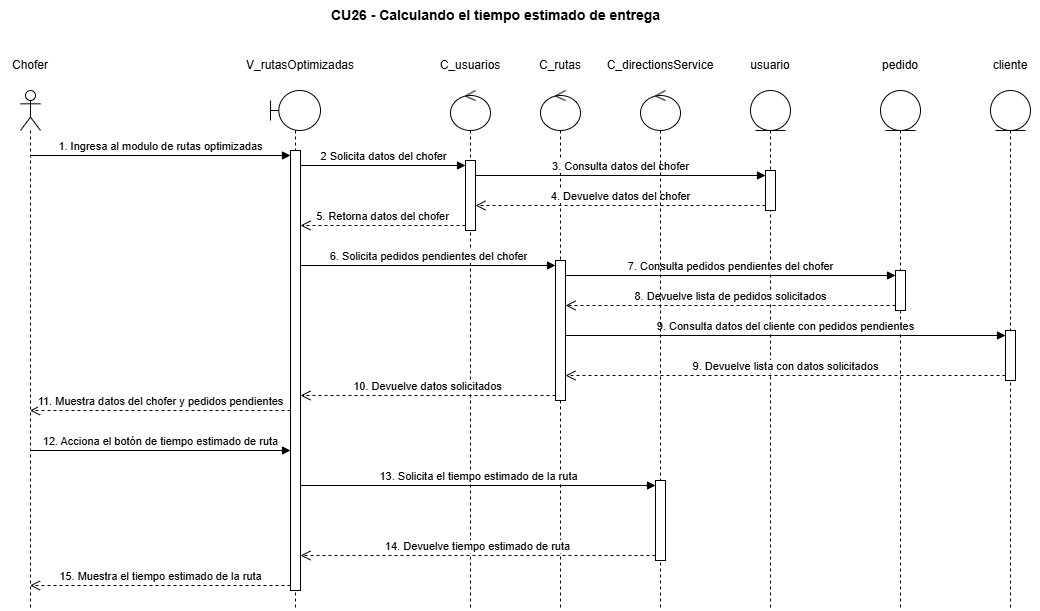 CU26 - Calculando el tiempo estimado de entrega
Chofer
V_rutasOptimizadas
C_usuarios
C_rutas
C_directionsService
usuario
pedido
cliente
1. Ingresa al modulo de rutas optimizadas
2 Solicita datos del chofer
3. Consulta datos del chofer
4. Devuelve datos del chofer
5. Retorna datos del chofer
6. Solicita pedidos pendientes del chofer
7. Consulta pedidos pendientes del chofer
8. Devuelve lista de pedidos solicitados
9. Consulta datos del cliente con pedidos pendientes
9. Devuelve lista con datos solicitados
10. Devuelve datos solicitados
11. Muestra datos del chofer y pedidos pendientes
12. Acciona el botón de tiempo estimado de ruta
13. Solicita el tiempo estimado de la ruta
14. Devuelve tiempo estimado de ruta
15. Muestra el tiempo estimado de la ruta